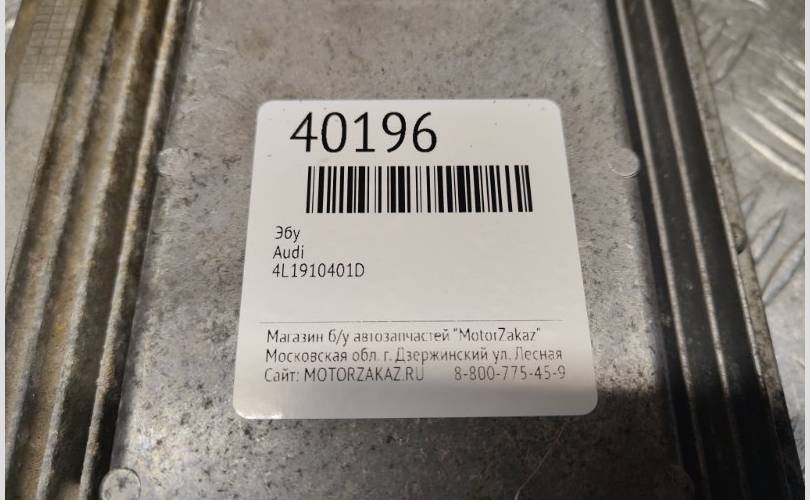 40196
Эбу
Audi
4L1910401D
Магазин б/у автозапчастей "MotorZakaz"
Московская обл. г. Дзержинский ул. Лесная
Сайт: MOTORZAKAZ.RU 8-800-775-45-9